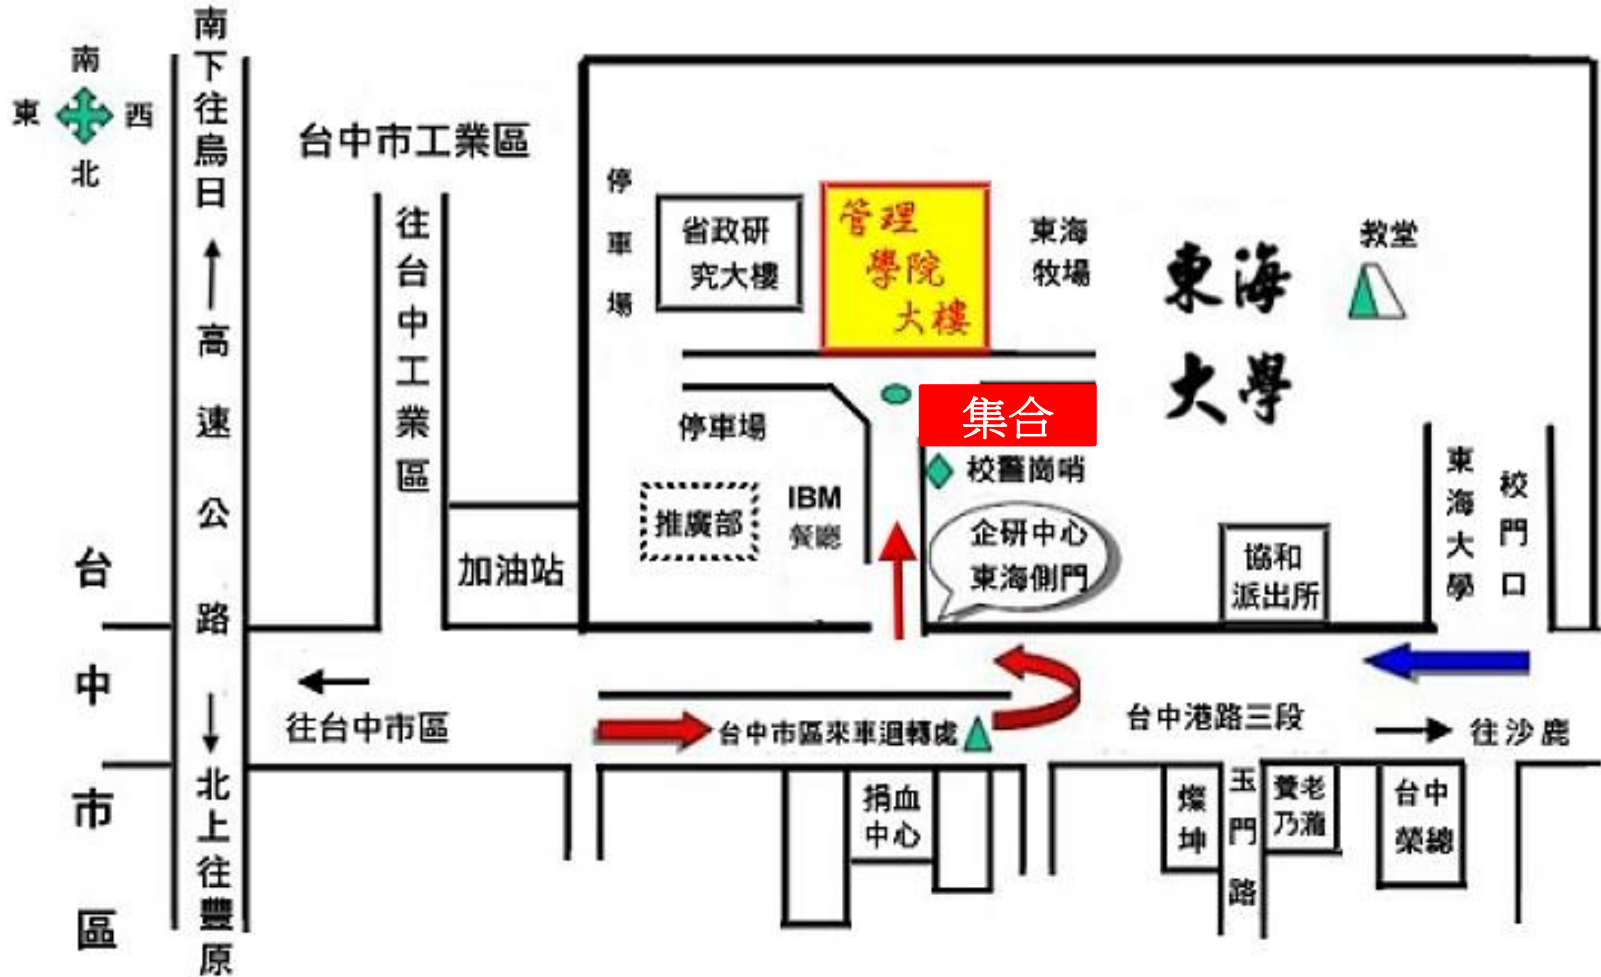 南
東
西
北
南下往烏日
高速公路
北上往豐原
台中市區
台中市工業區
往台中工業區
加油站
停車場
省政研
究大樓
管理
學院
大樓
東海
牧場
東海
大學
教堂
集合
停車場
校警崗哨
推廣部
IBM
餐廳
企研中心
東海側門
協和
派出所
東海大學
校門口
往台中市區
台中市區來車迴轉處
台中港路三段
往沙鹿
捐血
中心
燦坤
玉門路
養老
乃瀧
台中
榮總